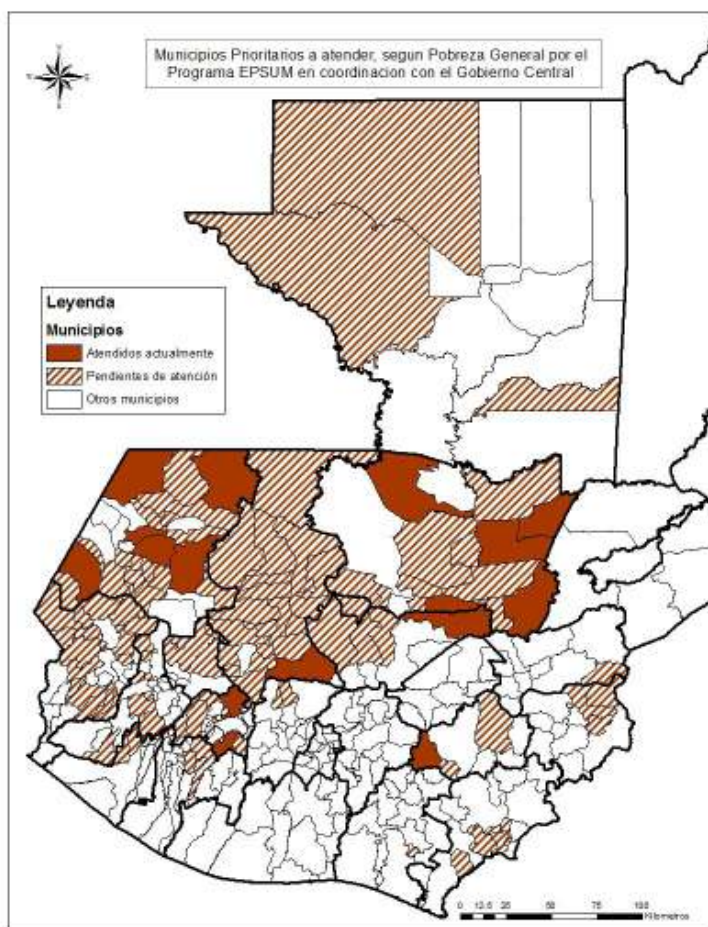 Municipios Prioritarios a atender, segun Pobreza General por el
Programa EPSUM en coordinacion con el Gobierno Central
Leyenda
Municipios
Atendidos actualmente
Pendientes de atención
Otros municipios
0 12.5 25 50 75 100
Kilometros